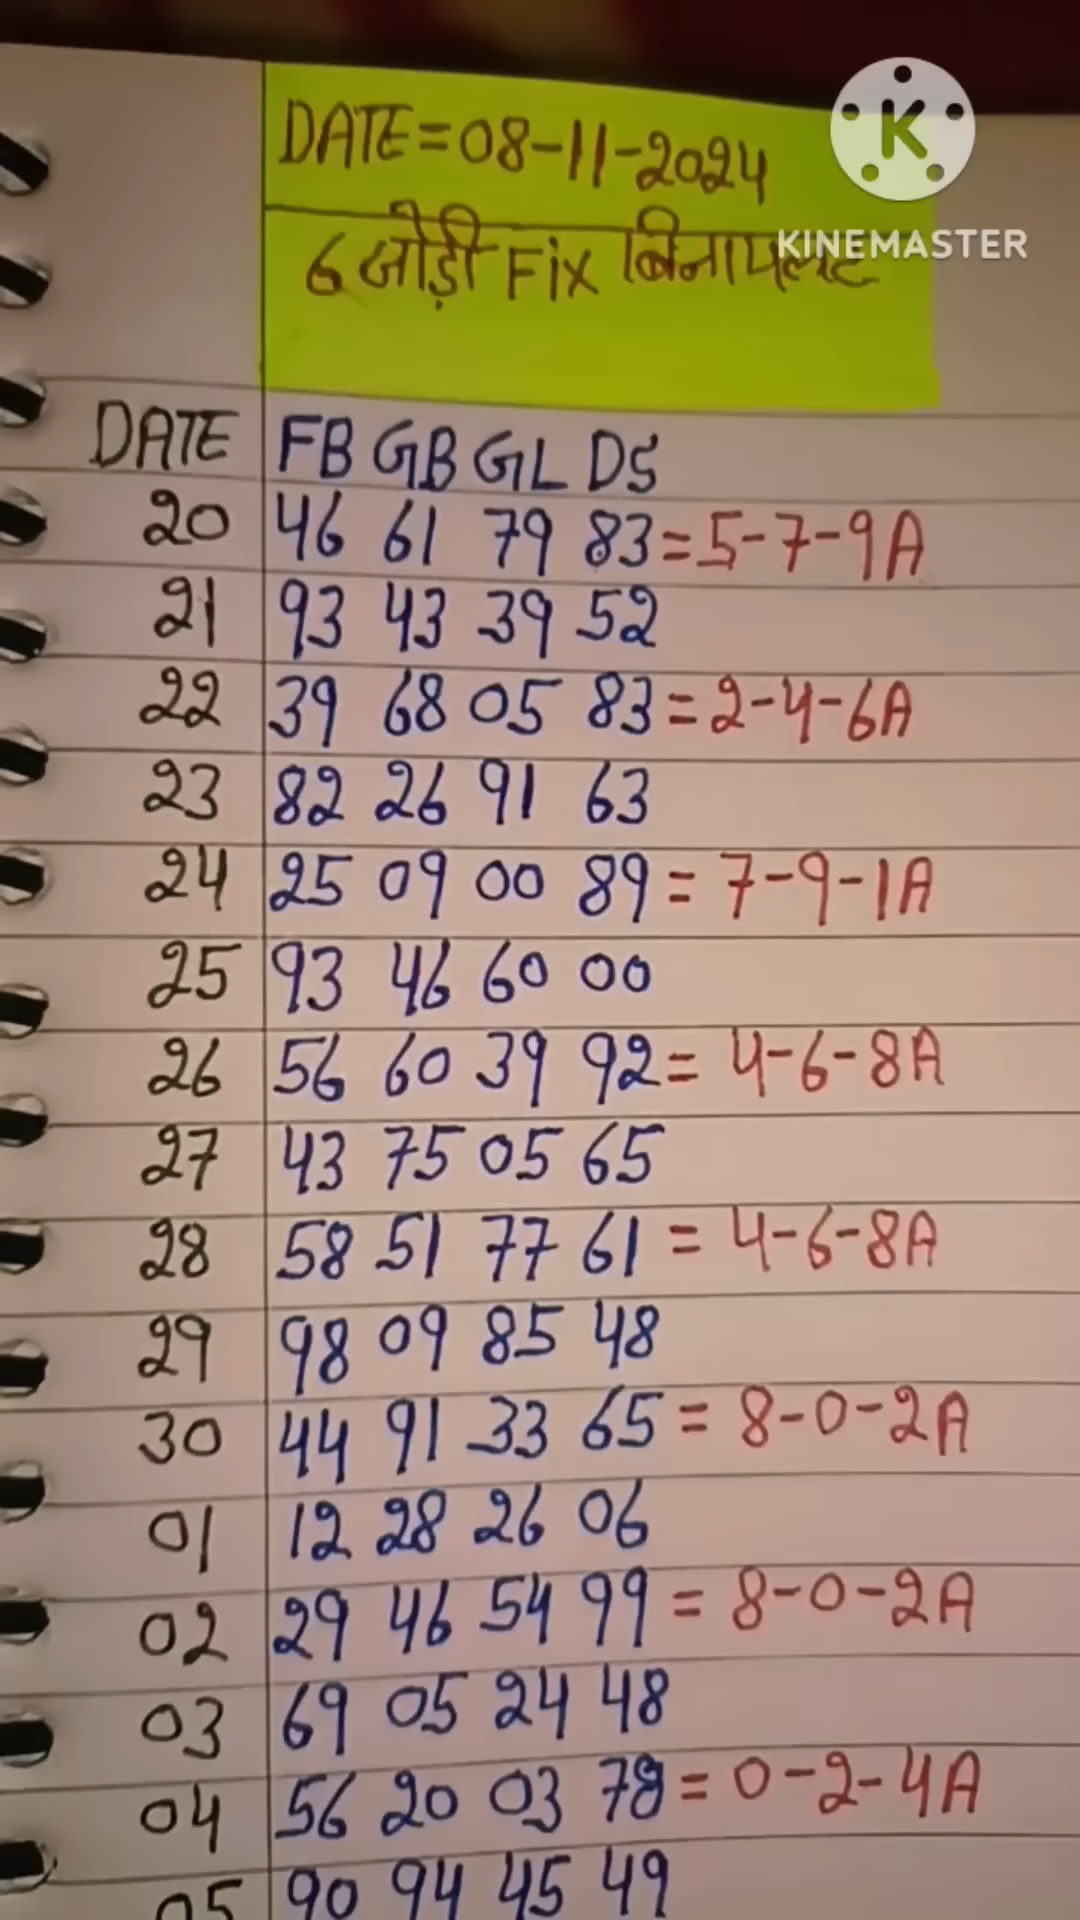 DATE=08-11-2024
KINEMASTER
6 जोड़ी Fix बिना पलट
DATE FB GB GL DS
20 46 61 79 83=5-7-9A
21 93 43 39 52
22 39 68 05 83=2-4-6A
23 82 26 91 63
24 25 09 00 89=7-9-1A
25 93 46 60 00
26 56 60 39 92=4-6-8A
27 43 75 05 65
28 58 51 77 61=4-6-8A
29 98 09 85 48
30 44 91 33 65=8-0-2A
01 12 28 26 06
02 29 46 54 99=8-0-2A
03 69 05 24 48
04 56 20 03 78=0-2-4A
05 90 94 45 49